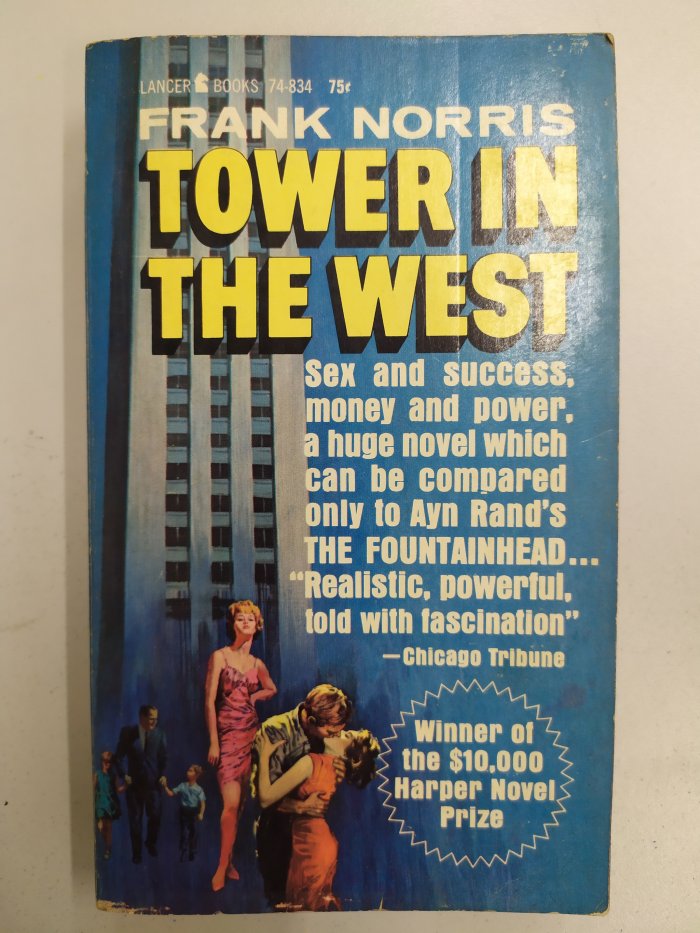 LANCER BOOKS 74-834 75¢
FRANK NORRIS
TOWER IN
THE WEST
Sex and success,
money and power,
a huge novel which
can be compared
only to Ayn Rand's
THE FOUNTAINHEAD...
“Realistic, powerful,
told with fascination”
—Chicago Tribune
Winner of
the $10,000
Harper Novel
Prize